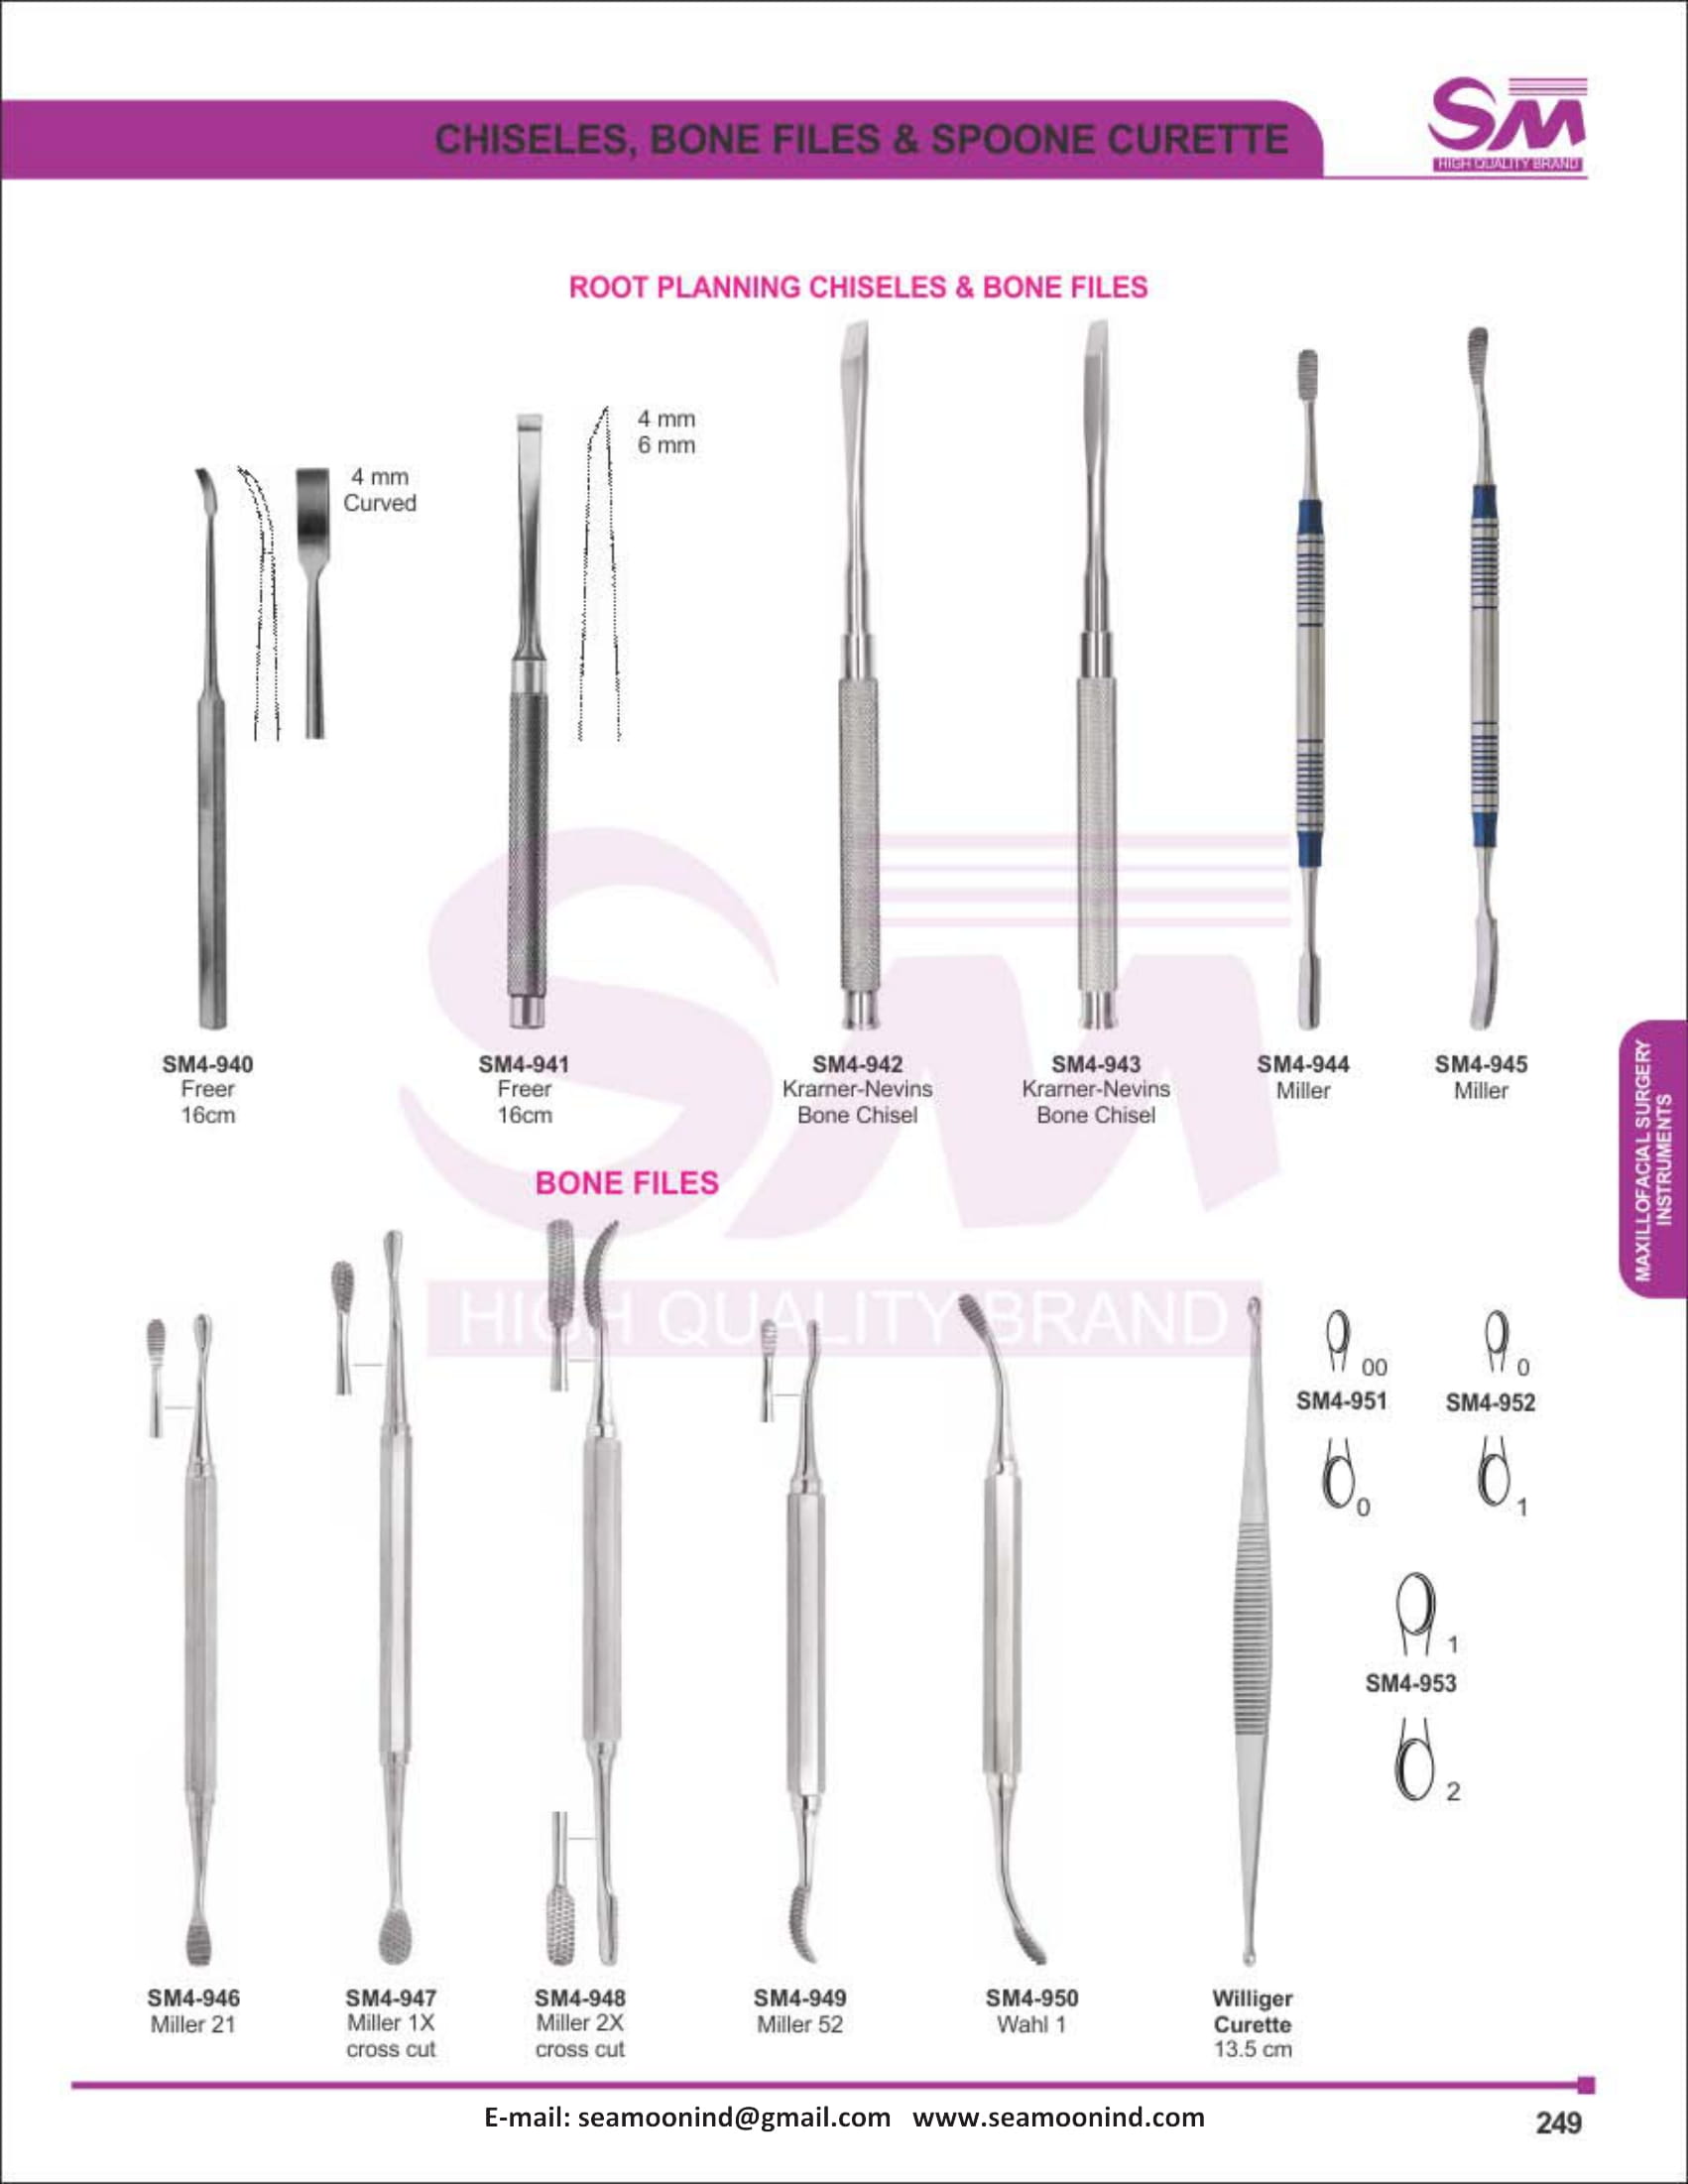 CHISELES, BONE FILES & SPOONE CURETTE
SM
HIGH QUALITY BRAND
ROOT PLANNING CHISELES & BONE FILES
4 mm
Curved
4 mm
6 mm
SM4-940
Freer
16cm
SM4-941
Freer
16cm
SM4-942
Kramer-Nevins
Bone Chisel
SM4-943
Kramer-Nevins
Bone Chisel
SM4-944
Miller
SM4-945
Miller
MAXILLOFACIAL SURGERY
INSTRUMENTS
SM
HIGH QUALITY BRAND
BONE FILES
00
SM4-951
0
0
SM4-952
1
1
SM4-953
2
SM4-946
Miller 21
SM4-947
Miller 1X
cross cut
SM4-948
Miller 2X
cross cut
SM4-949
Miller 52
SM4-950
Wahl 1
Williger
Curette
13.5 cm
E-mail: seamoonind@gmail.com www.seamoonind.com
249